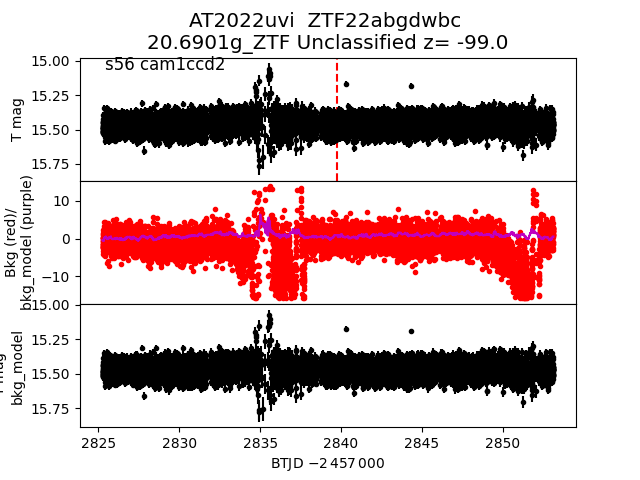 AT2022uvi  ZTF22abgdwbc
20.6901g_ZTF Unclassified z= -99.0
s56 cam1ccd2
15.00
15.25
15.50
15.75
T mag
10
0
−10
Bkg (red)/
bkg_model (purple)
15.00
15.25
15.50
15.75
bkg_model
2825
2830
2835
2840
2845
2850
BTJD −2 457 000